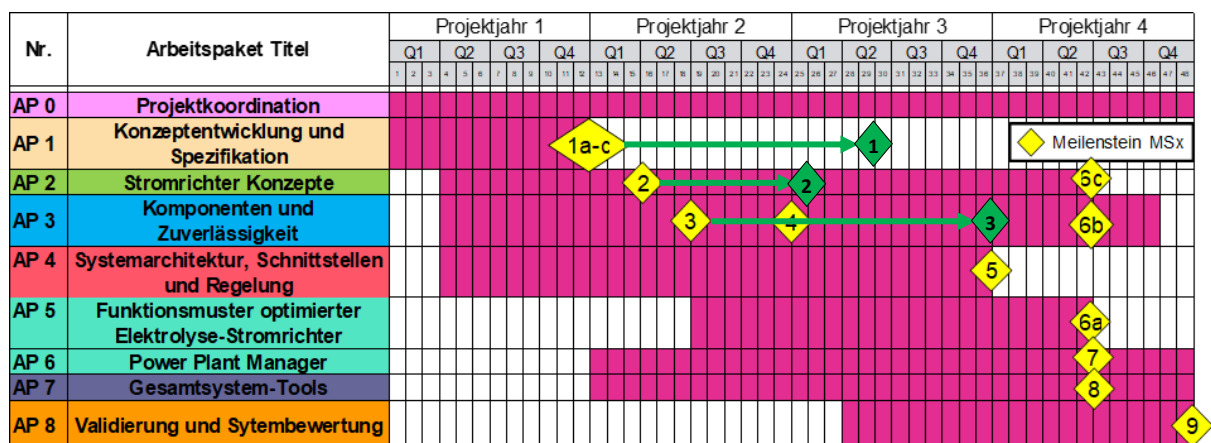 Nr. Arbeitspaket Titel Projektjahr 1 Projektjahr 2 Projektjahr 3 Projektjahr 4
Q1 Q2 Q3 Q4 Q1 Q2 Q3 Q4 Q1 Q2 Q3 Q4 Q1 Q2 Q3 Q4
1 2 3 4 5 6 7 8 9 10 11 12 13 14 15 16 17 18 19 20 21 22 23 24 25 26 27 28 29 30 31 32 33 34 35 36 37 38 39 40 41 42 43 44 45 46 47 48
AP 0 Projektkoordination
AP 1 Konzeptentwicklung und
Spezifikation
1a-c 1 Meilenstein MSx
AP 2 Stromrichter Konzepte 2 2 6c
AP 3 Komponenten und
Zuverlässigkeit
3 4 3 6b
AP 4 Systemarchitektur, Schnittstellen
und Regelung
5
AP 5 Funktionsmuster optimierter
Elektrolyse-Stromrichter
6a
AP 6 Power Plant Manager 7
AP 7 Gesamtsystem-Tools 8
AP 8 Validierung und Sytembewertung 9